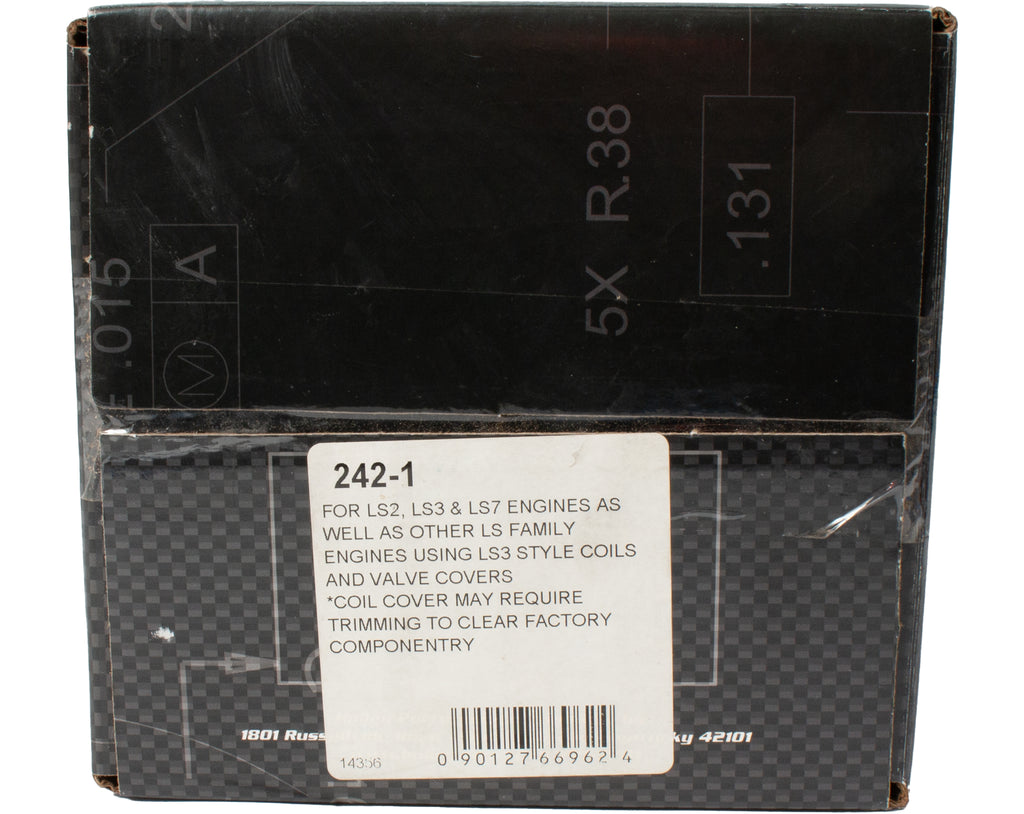 2
5X R.38
.131
A
M
.015
242-1
FOR LS2, LS3 & LS7 ENGINES AS
WELL AS OTHER LS FAMILY
ENGINES USING LS3 STYLE COILS
AND VALVE COVERS
*COIL COVER MAY REQUIRE
TRIMMING TO CLEAR FACTORY
COMPONENTRY
1801 Russ
ky 42101
14356
0 90127 66962 4